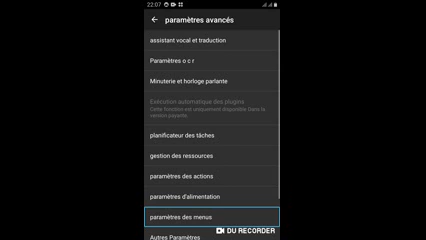 22:07
paramètres avancés
assistant vocal et traduction
Paramètres o c r
Minuterie et horloge parlante
Exécution automatique des plugins
Cette fonction est uniquement disponible dans la
version payante
planificateur des tâches
gestion des ressources
paramètres des actions
paramètres d'alimentation
paramètres des menus
DU RECORDER
Autres Paramètres